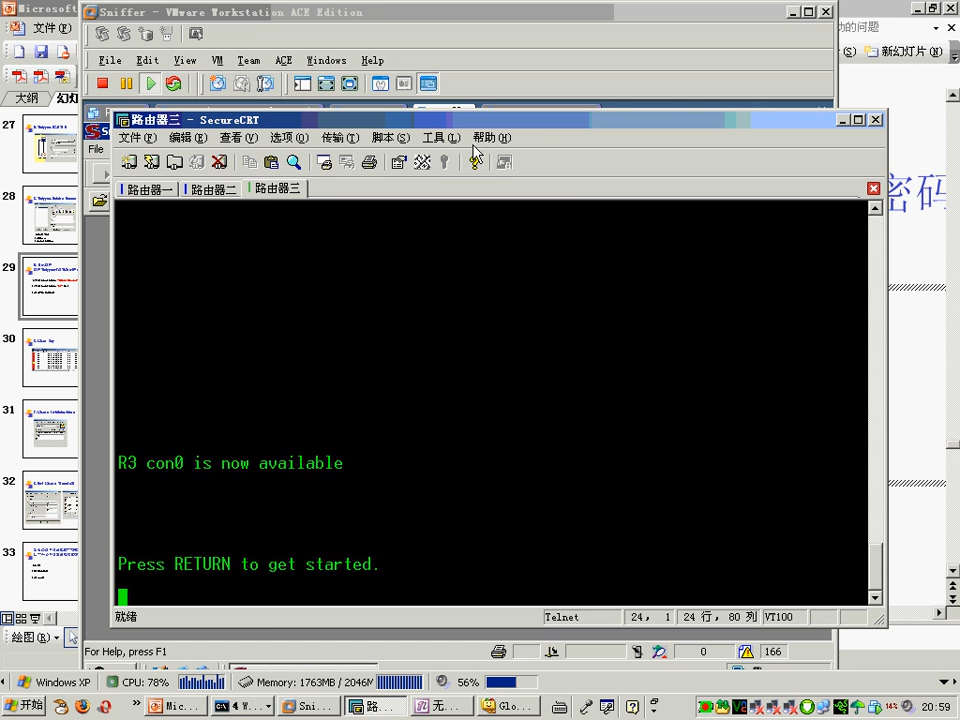 Microsoft
Sniffer - VMware Workstation ACE Edition
文件(F)
File Edit View VM Team ACE Windows Help
动的问题
新幻灯片(N)
大纲
幻灯
路由器三 - SecureCRT
文件(F) 编辑(E) 查看(V) 选项(O) 传输(T) 脚本(S) 工具(L) 帮助(H)
File
路由器一 路由器二 路由器三
密码
27
28
29
30
31
32
33
R3 con0 is now available
Press RETURN to get started.
就绪
Telnet
24, 1
24 行, 80 列
VT100
绘图(R)
For Help, press F1
0
166
Windows XP
CPU: 78%
Memory: 1763MB / 2046M
56%
开始
Mic...
4 W...
Sni...
路...
无...
Glo...
14%
20:59